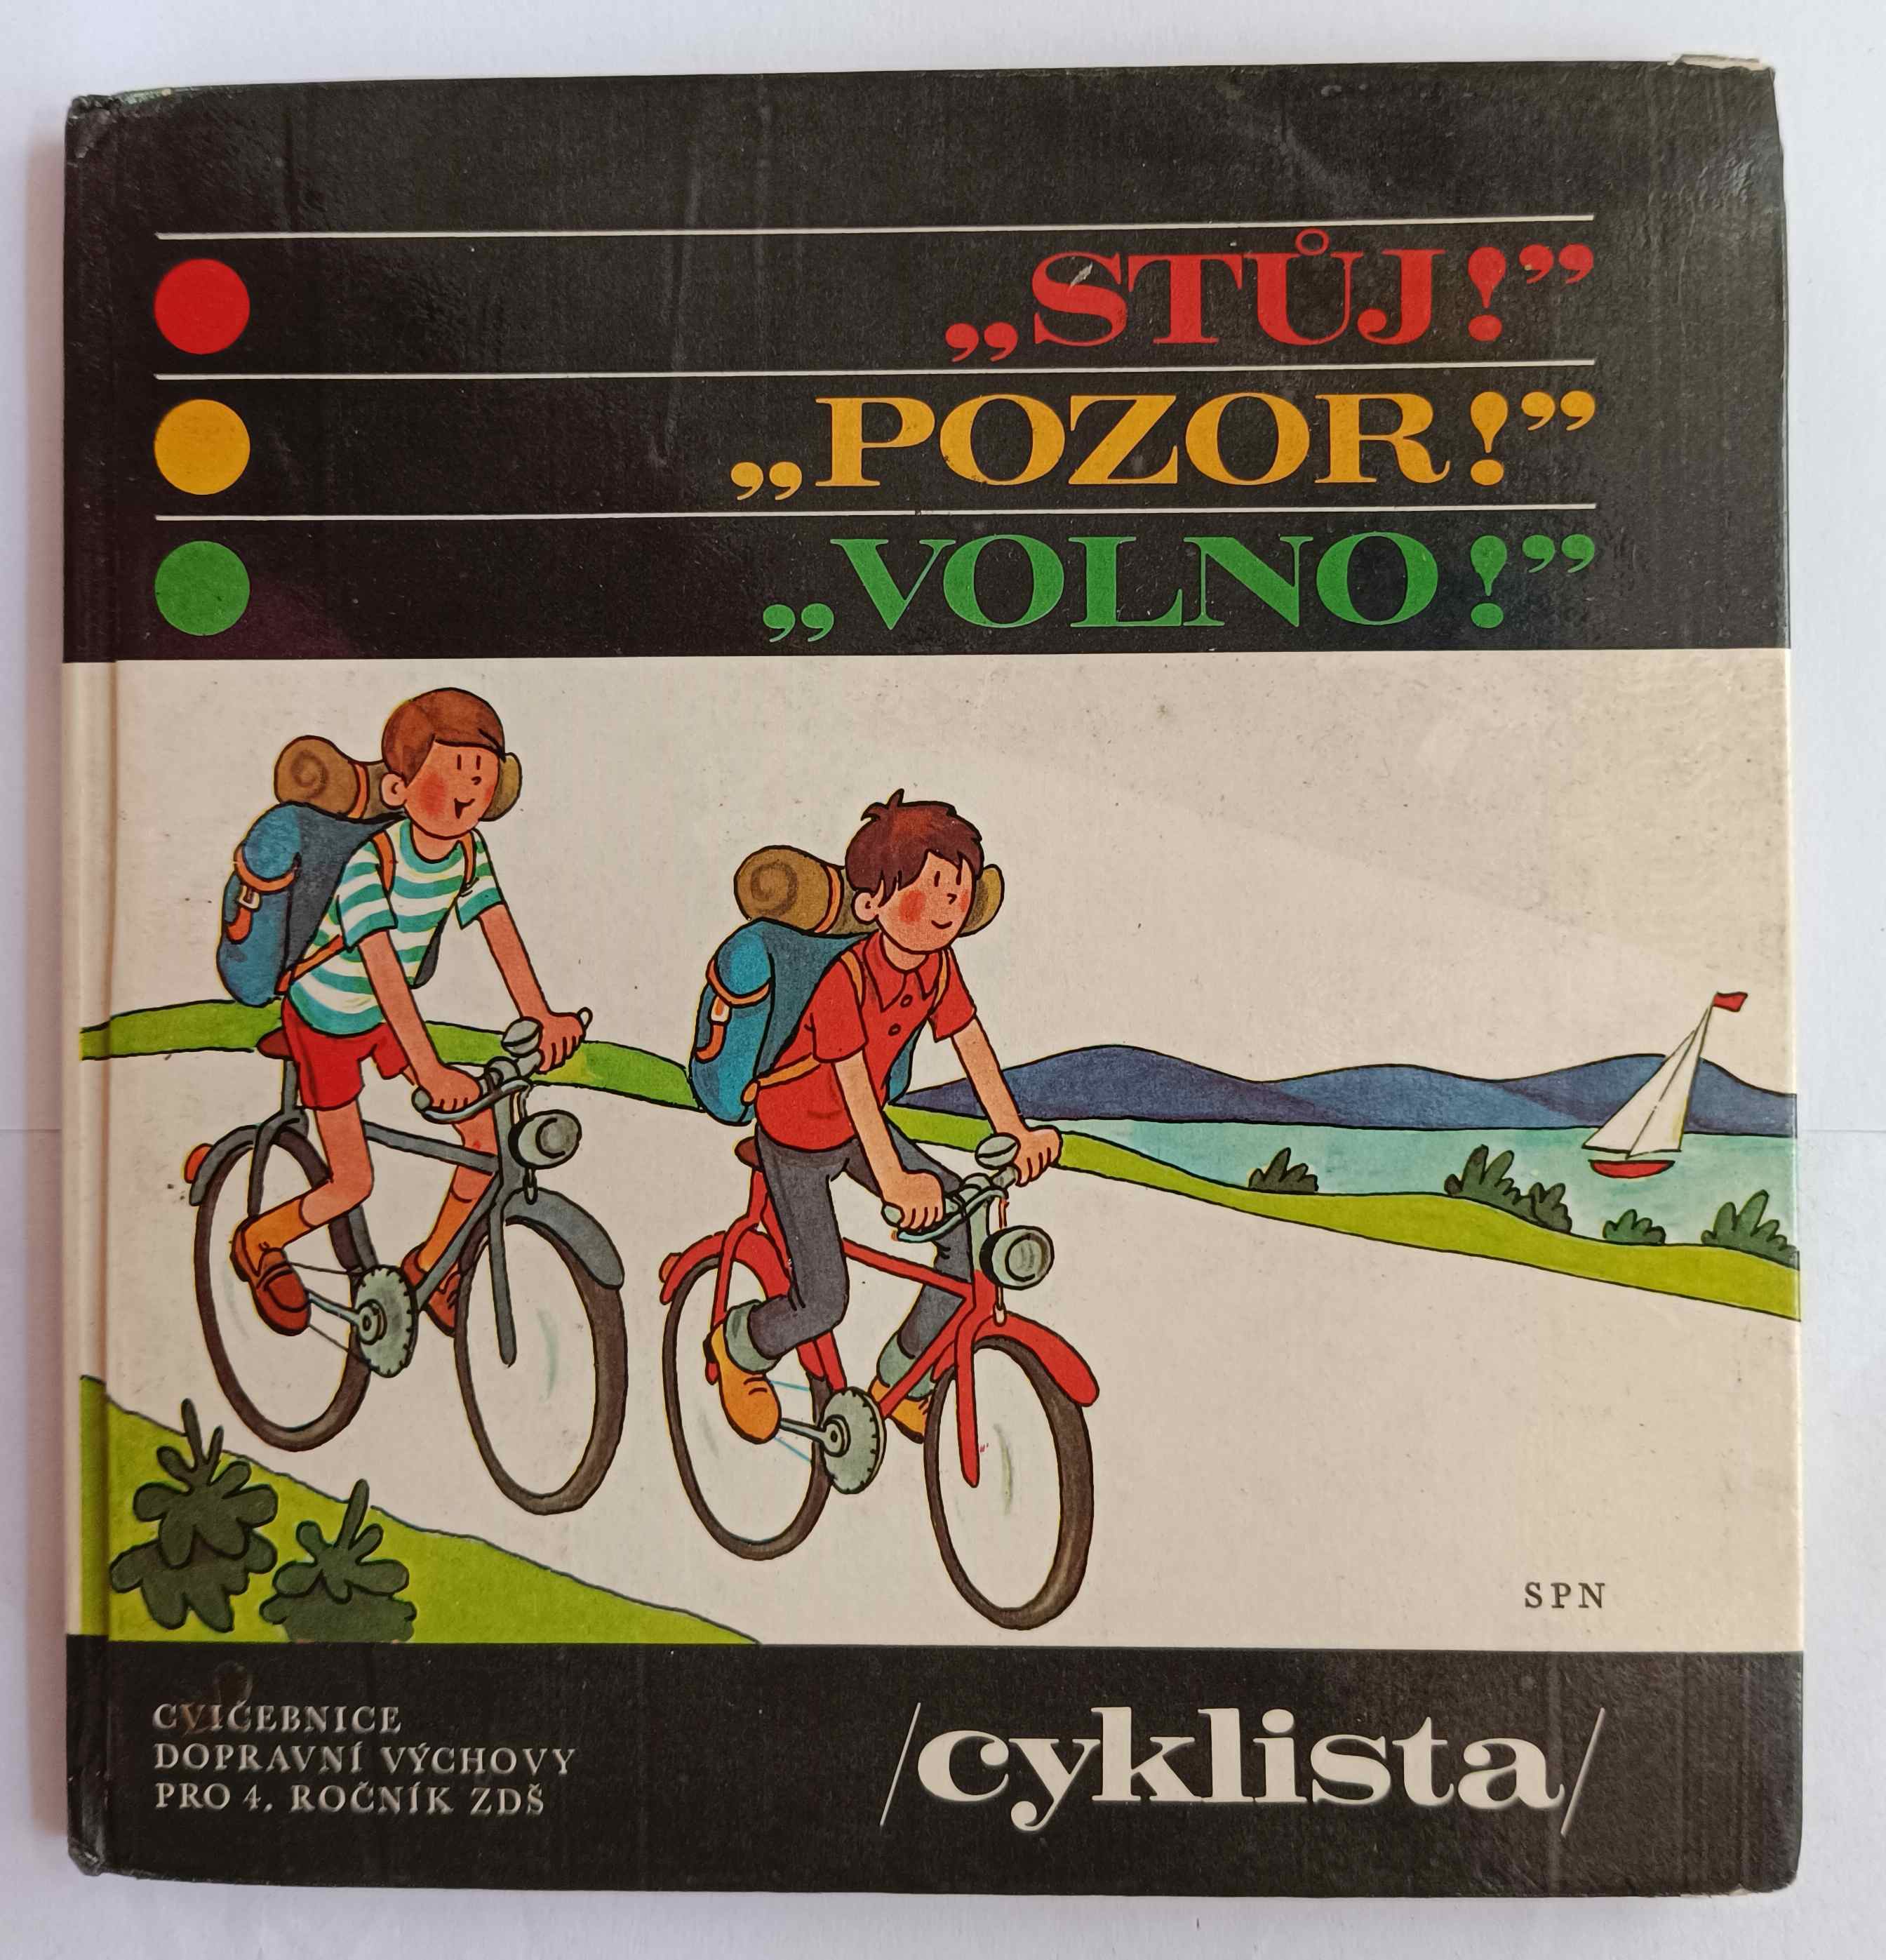 „STŮJ!”
„POZOR!”
„VOLNO!”
SPN
CVIČEBNICE
DOPRAVNÍ VÝCHOVY
PRO 4. ROČNÍK ZDŠ
/cyklista/